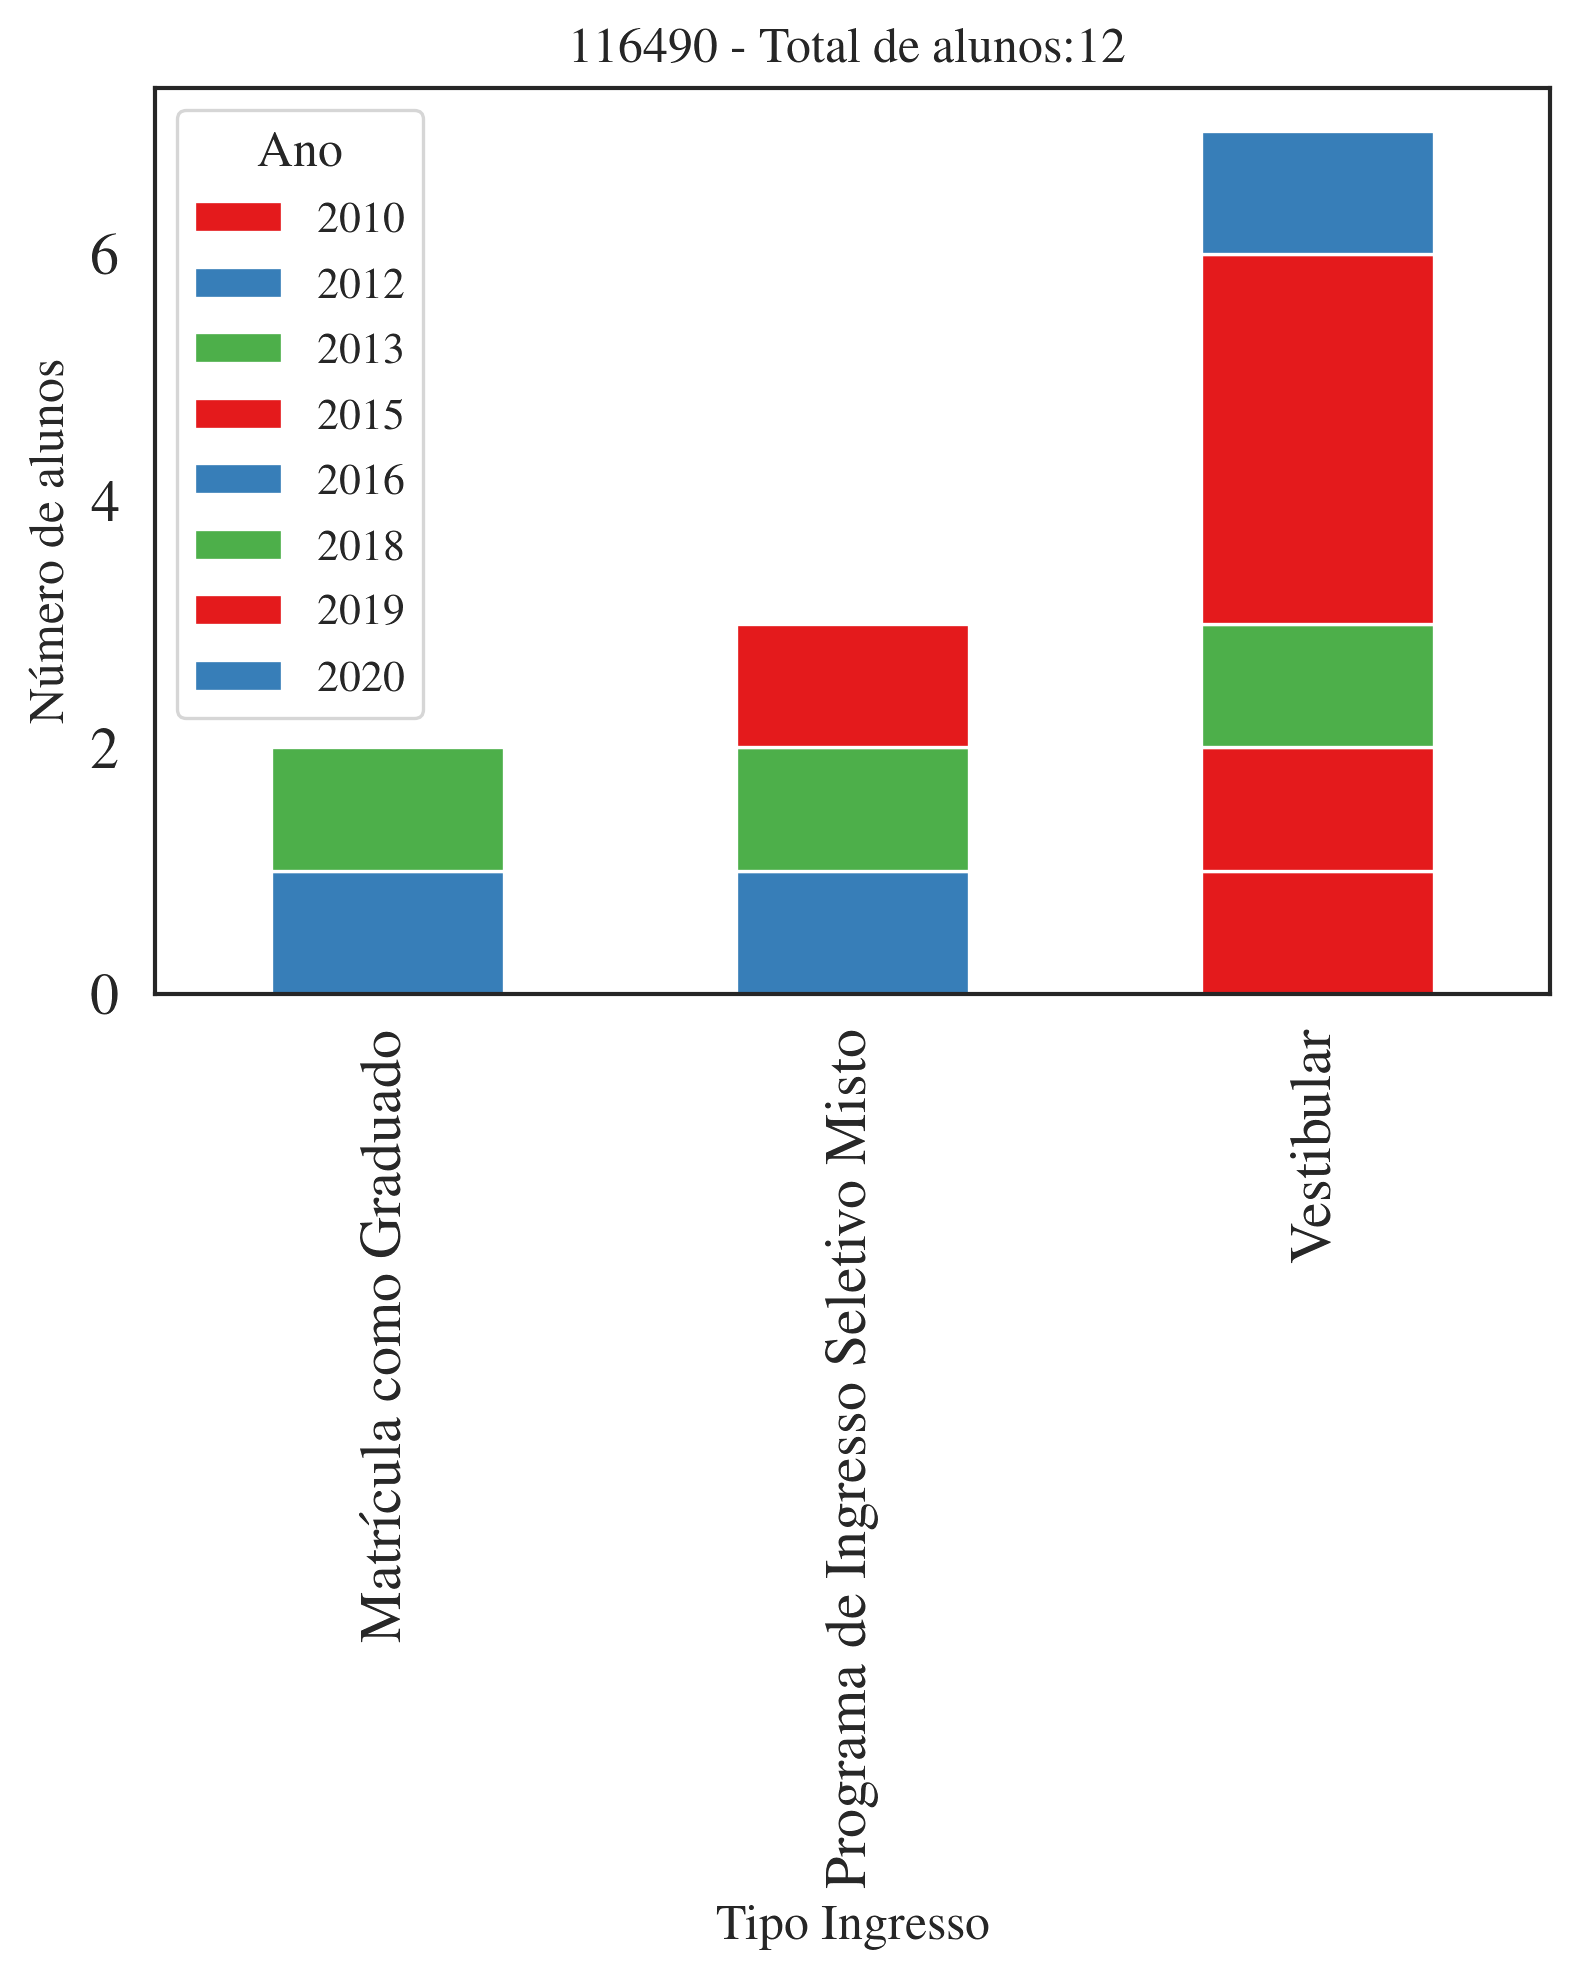 116490 - Total de alunos:12
Ano
2010
2012
2013
2015
2016
2018
2019
2020
Número de alunos
6
4
2
0
Matrícula como Graduado
Programa de Ingresso Seletivo Misto
Vestibular
Tipo Ingresso